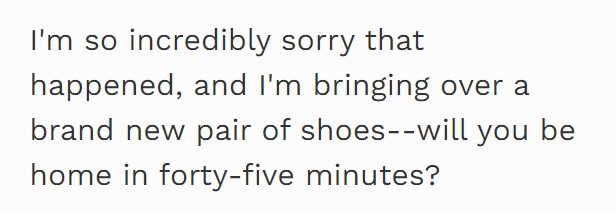 I'm so incredibly sorry that
happened, and I'm bringing over a
brand new pair of shoes--will you be
home in forty-five minutes?